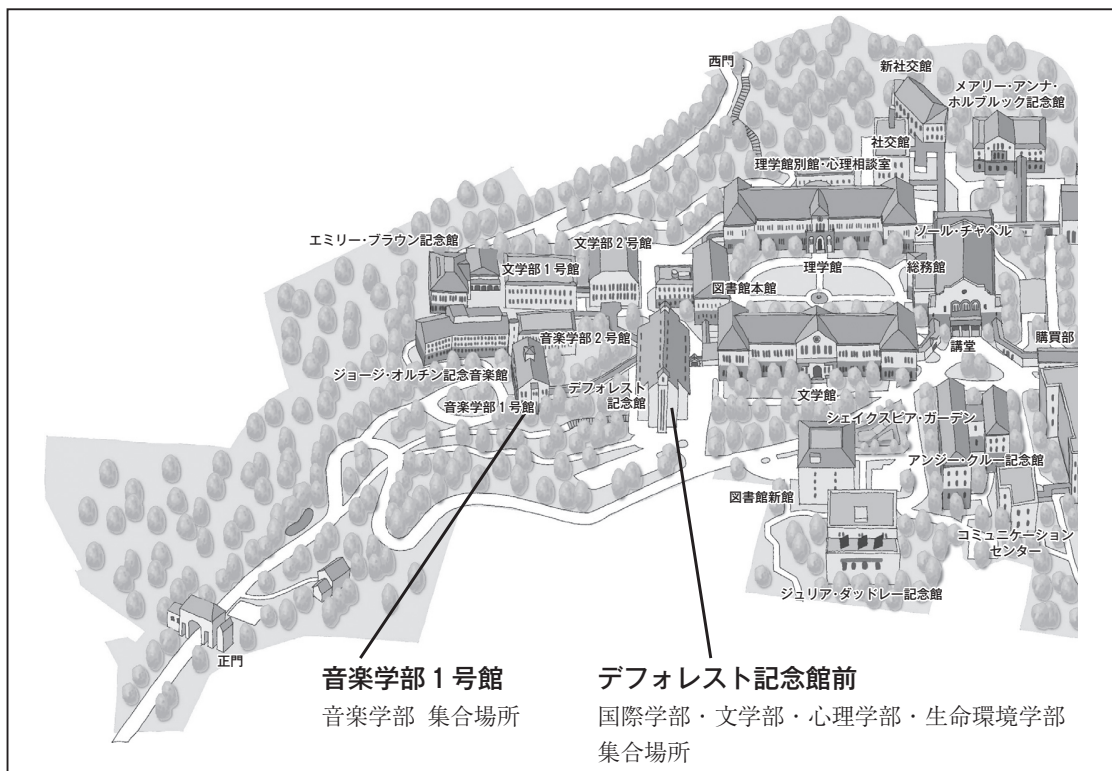 西門
新社交館
メアリー・アンナ・
ホルブルック記念館
社交館
理学館別館・心理相談室
ソール・チャペル
エミリー・ブラウン記念館
文学部2号館
文学部1号館
理学館
総務館
図書館本館
音楽学部2号館
講堂
購買部
ジョージ・オルチン記念音楽館
デフォレスト
記念館
音楽学部1号館
文学館
シェイクスピア・ガーデン
アンジー・クルー記念館
図書館新館
コミュニケーション
センター
ジュリア・ダッドレー記念館
正門
音楽学部1号館
音楽学部 集合場所
デフォレスト記念館前
国際学部・文学部・心理学部・生命環境学部
集合場所